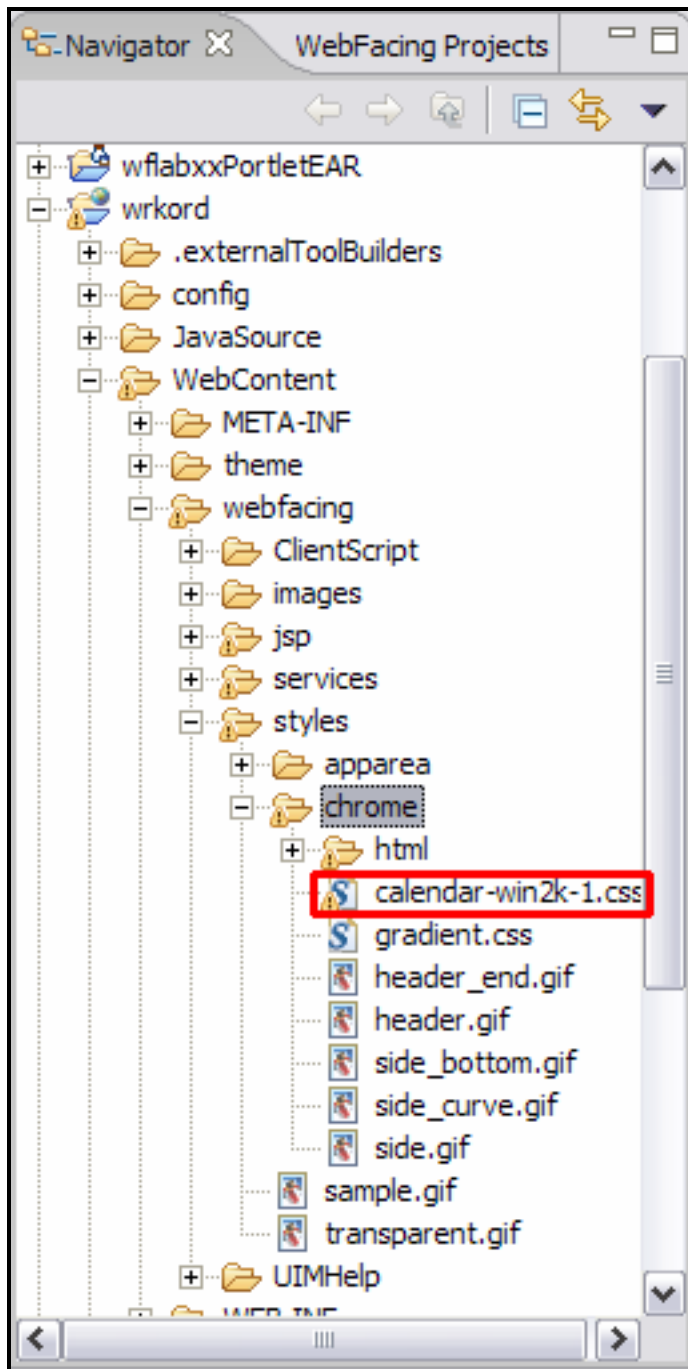 Navigator WebFacing Projects
wflabxxPortletEAR
wrkord
.externalToolBuilders
config
JavaSource
WebContent
META-INF
theme
webfacing
ClientScript
images
jsp
services
styles
apparea
chrome
html
calendar-win2k-1.css
gradient.css
header_end.gif
header.gif
side_bottom.gif
side_curve.gif
side.gif
sample.gif
transparent.gif
UIMHelp
WEB-INF